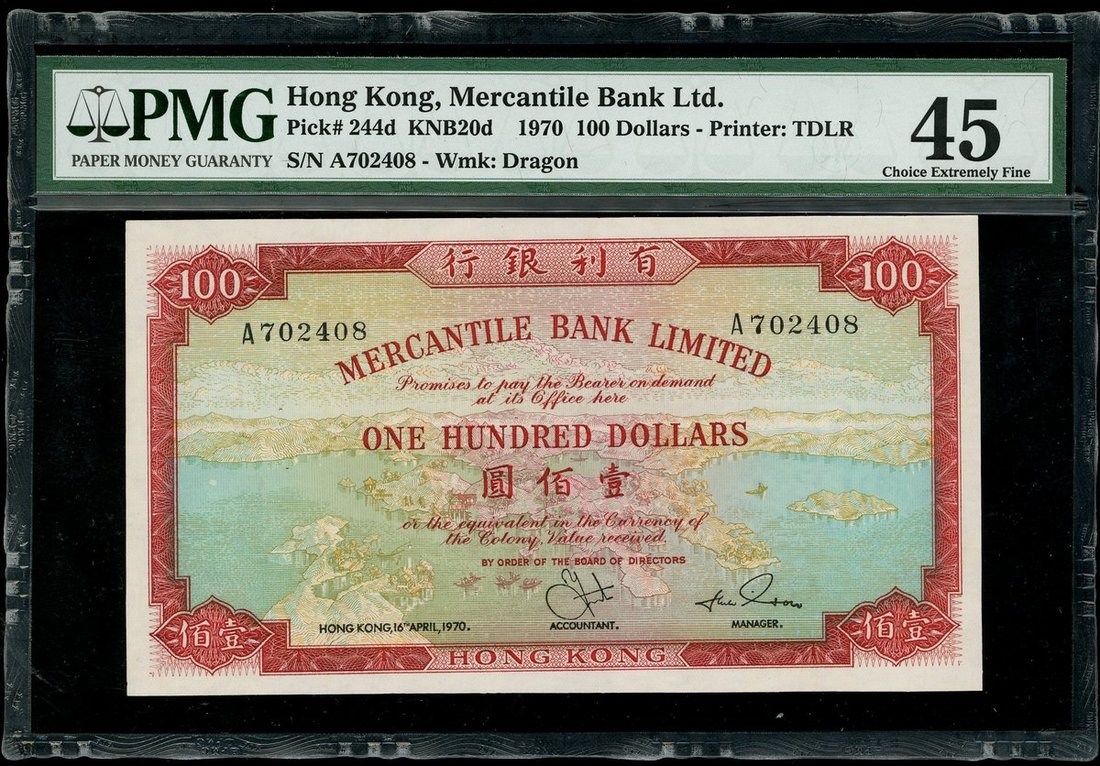 PMG
PAPER MONEY GUARANTY
Hong Kong, Mercantile Bank Ltd.
Pick# 244d KNB20d 1970 100 Dollars - Printer: TDLR
S/N A702408 - Wmk: Dragon
45
Choice Extremely Fine
行銀利有
100
100
A702408
A702408
MERCANTILE BANK LIMITED
Promises to pay the Bearer on demand
at its Office here
ONE HUNDRED DOLLARS
圓佰壹
or the equivalent in the Currency of
the Colony, Value received.
BY ORDER OF THE BOARD OF DIRECTORS
HONG KONG, 16TH APRIL, 1970.
ACCOUNTANT.
MANAGER.
佰壹
佰壹
HONG KONG